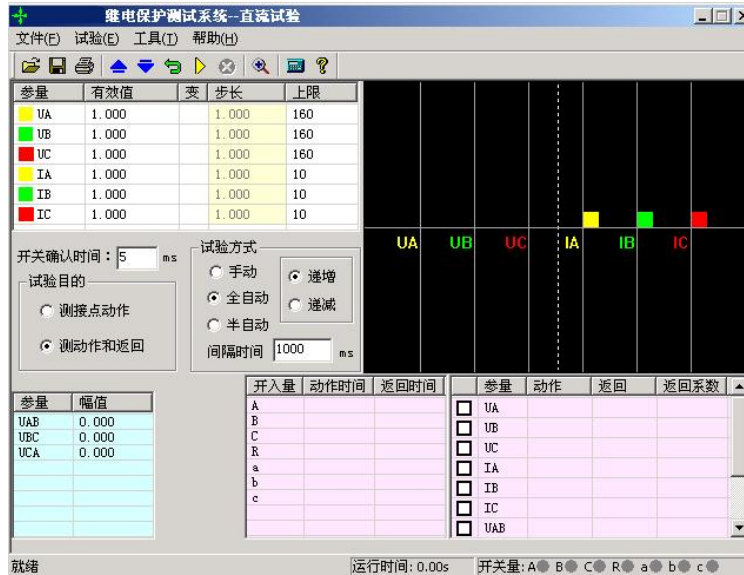 继电保护测试系统--直流试验
文件(F) 试验(E) 工具(T) 帮助(H)
参量 有效值 变 步长 上限
UA 1.000 1.000 160
UB 1.000 1.000 160
UC 1.000 1.000 160
IA 1.000 1.000 10
IB 1.000 1.000 10
IC 1.000 1.000 10
UA UB UC IA IB IC
开关确认时间：5 ms
试验目的
测接点动作
测动作和返回
试验方式
手动
全自动
半自动
递增
递减
间隔时间 1000 ms
参量 幅值
UAB 0.000
UBC 0.000
UCA 0.000
开入量 动作时间 返回时间
A
B
C
R
a
b
c
参量 动作 返回 返回系数
UA
UB
UC
IA
IB
IC
UAB
就绪 运行时间: 0.00s 开关量: A B C R a b c